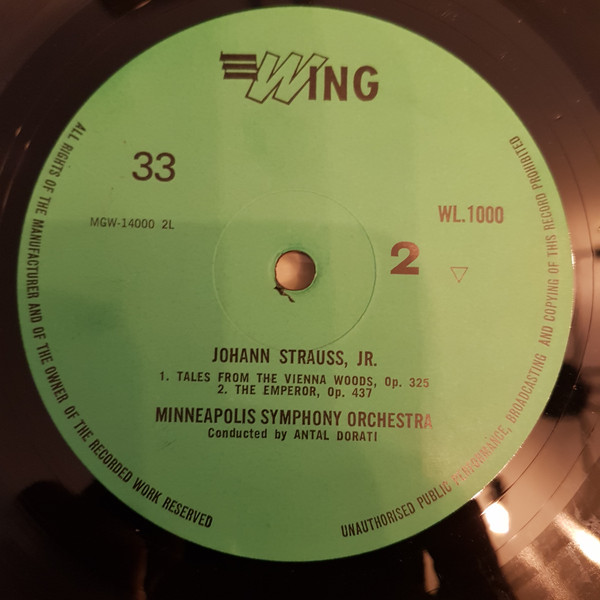 WING
33
MGW-14000 2L
WL.1000
2
JOHANN STRAUSS, JR.
1. TALES FROM THE VIENNA WOODS, Op. 325
2. THE EMPEROR, Op. 437
MINNEAPOLIS SYMPHONY ORCHESTRA
Conducted by ANTAL DORATI
ALL RIGHTS OF THE MANUFACTURER AND OF THE OWNER OF THE RECORDED WORK RESERVED
UNAUTHORISED PUBLIC PERFORMANCE, BROADCASTING AND COPYING OF THIS RECORD PROHIBITED